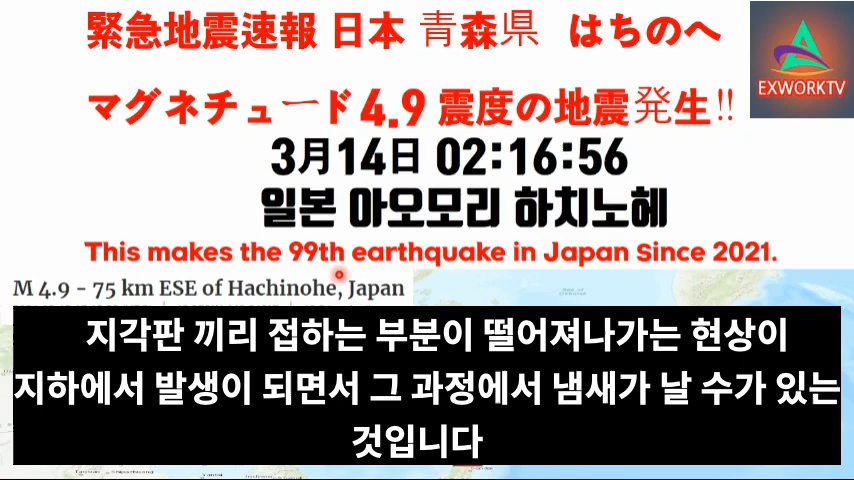 緊急地震速報 日本 青森県 はちのへ
EXWORKTV
マグネチュード4.9 震度の地震発生!!
3月14日 02:16:56
일본 아오모리 하치노헤
This makes the 99th earthquake in Japan Since 2021.
M 4.9 - 75 km ESE of Hachinohe, Japan
지각판 끼리 접하는 부분이 떨어져나가는 현상이
지하에서 발생이 되면서 그 과정에서 냄새가 날 수가 있는
것입니다